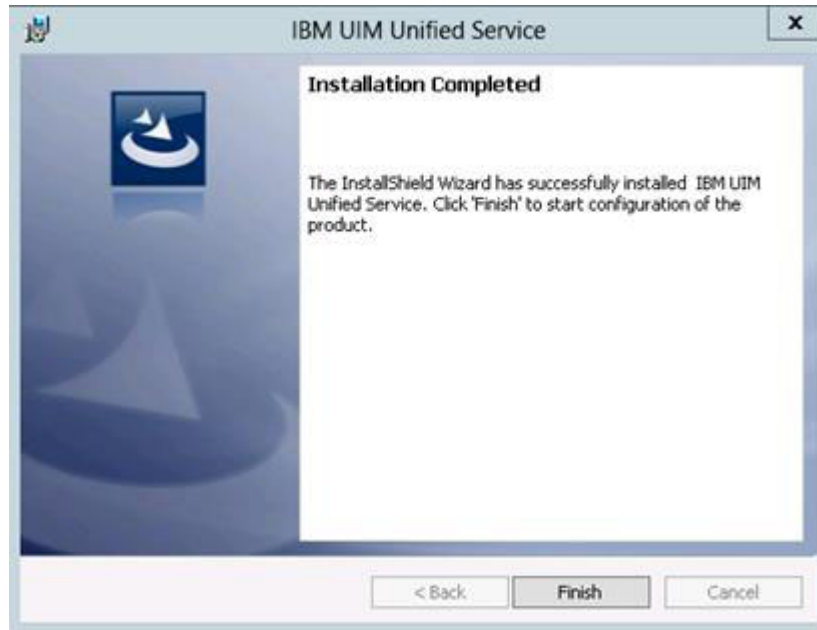 IBM UIM Unified Service
x
Installation Completed
The InstallShield Wizard has successfully installed IBM UIM
Unified Service. Click 'Finish' to start configuration of the
product.
< Back
Finish
Cancel